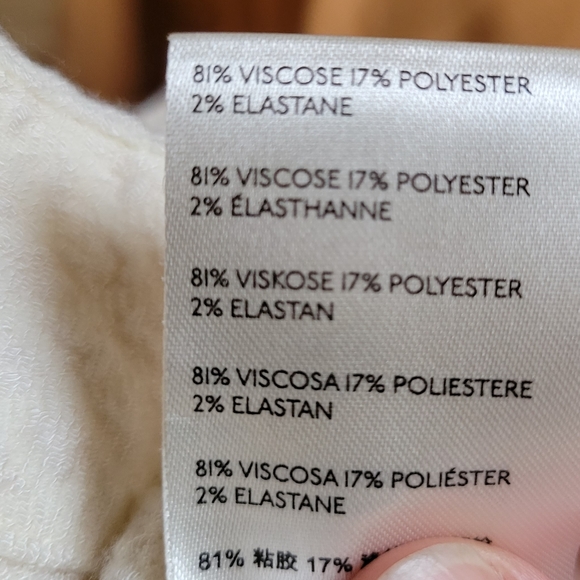 81% VISCOSE 17% POLYESTER
2% ELASTANE
81% VISCOSE 17% POLYESTER
2% ÉLASTHANNE
81% VISKOSE 17% POLYESTER
2% ELASTAN
81% VISCOSA 17% POLIESTERE
2% ELASTAN
81% VISCOSA 17% POLIÉSTER
2% ELASTANE
81% 粘胶 17%